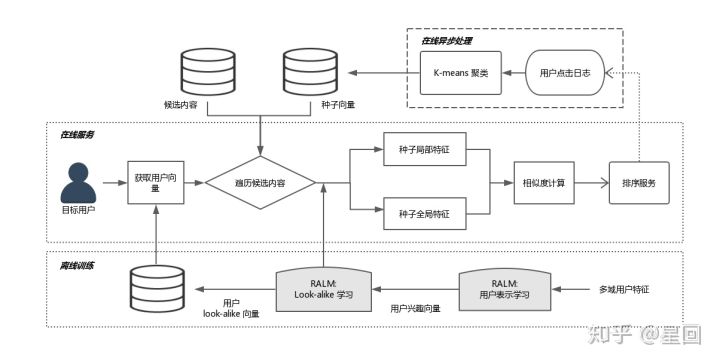 在线异步处理
K-means 聚类
用户点击日志
候选内容
种子向量
在线服务
获取用户向
量
目标用户
遍历候选内容
种子局部特征
种子全局特征
相似度计算
排序服务
离线训练
用户
look-alike 向量
RALM:
Look-alike 学习
用户兴趣向量
RALM:
用户表示学习
多域用户特征
知乎 @星回